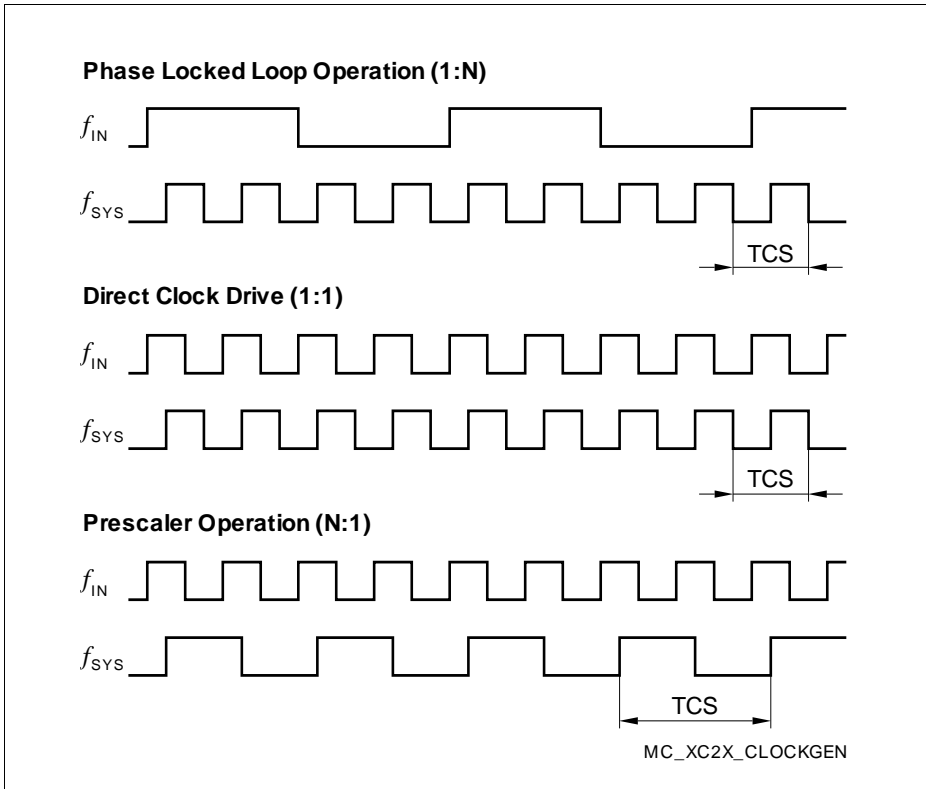 Phase Locked Loop Operation (1:N)
fIN
fSYS
TCS
Direct Clock Drive (1:1)
fIN
fSYS
TCS
Prescaler Operation (N:1)
fIN
fSYS
TCS
MC_XC2X_CLOCKGEN